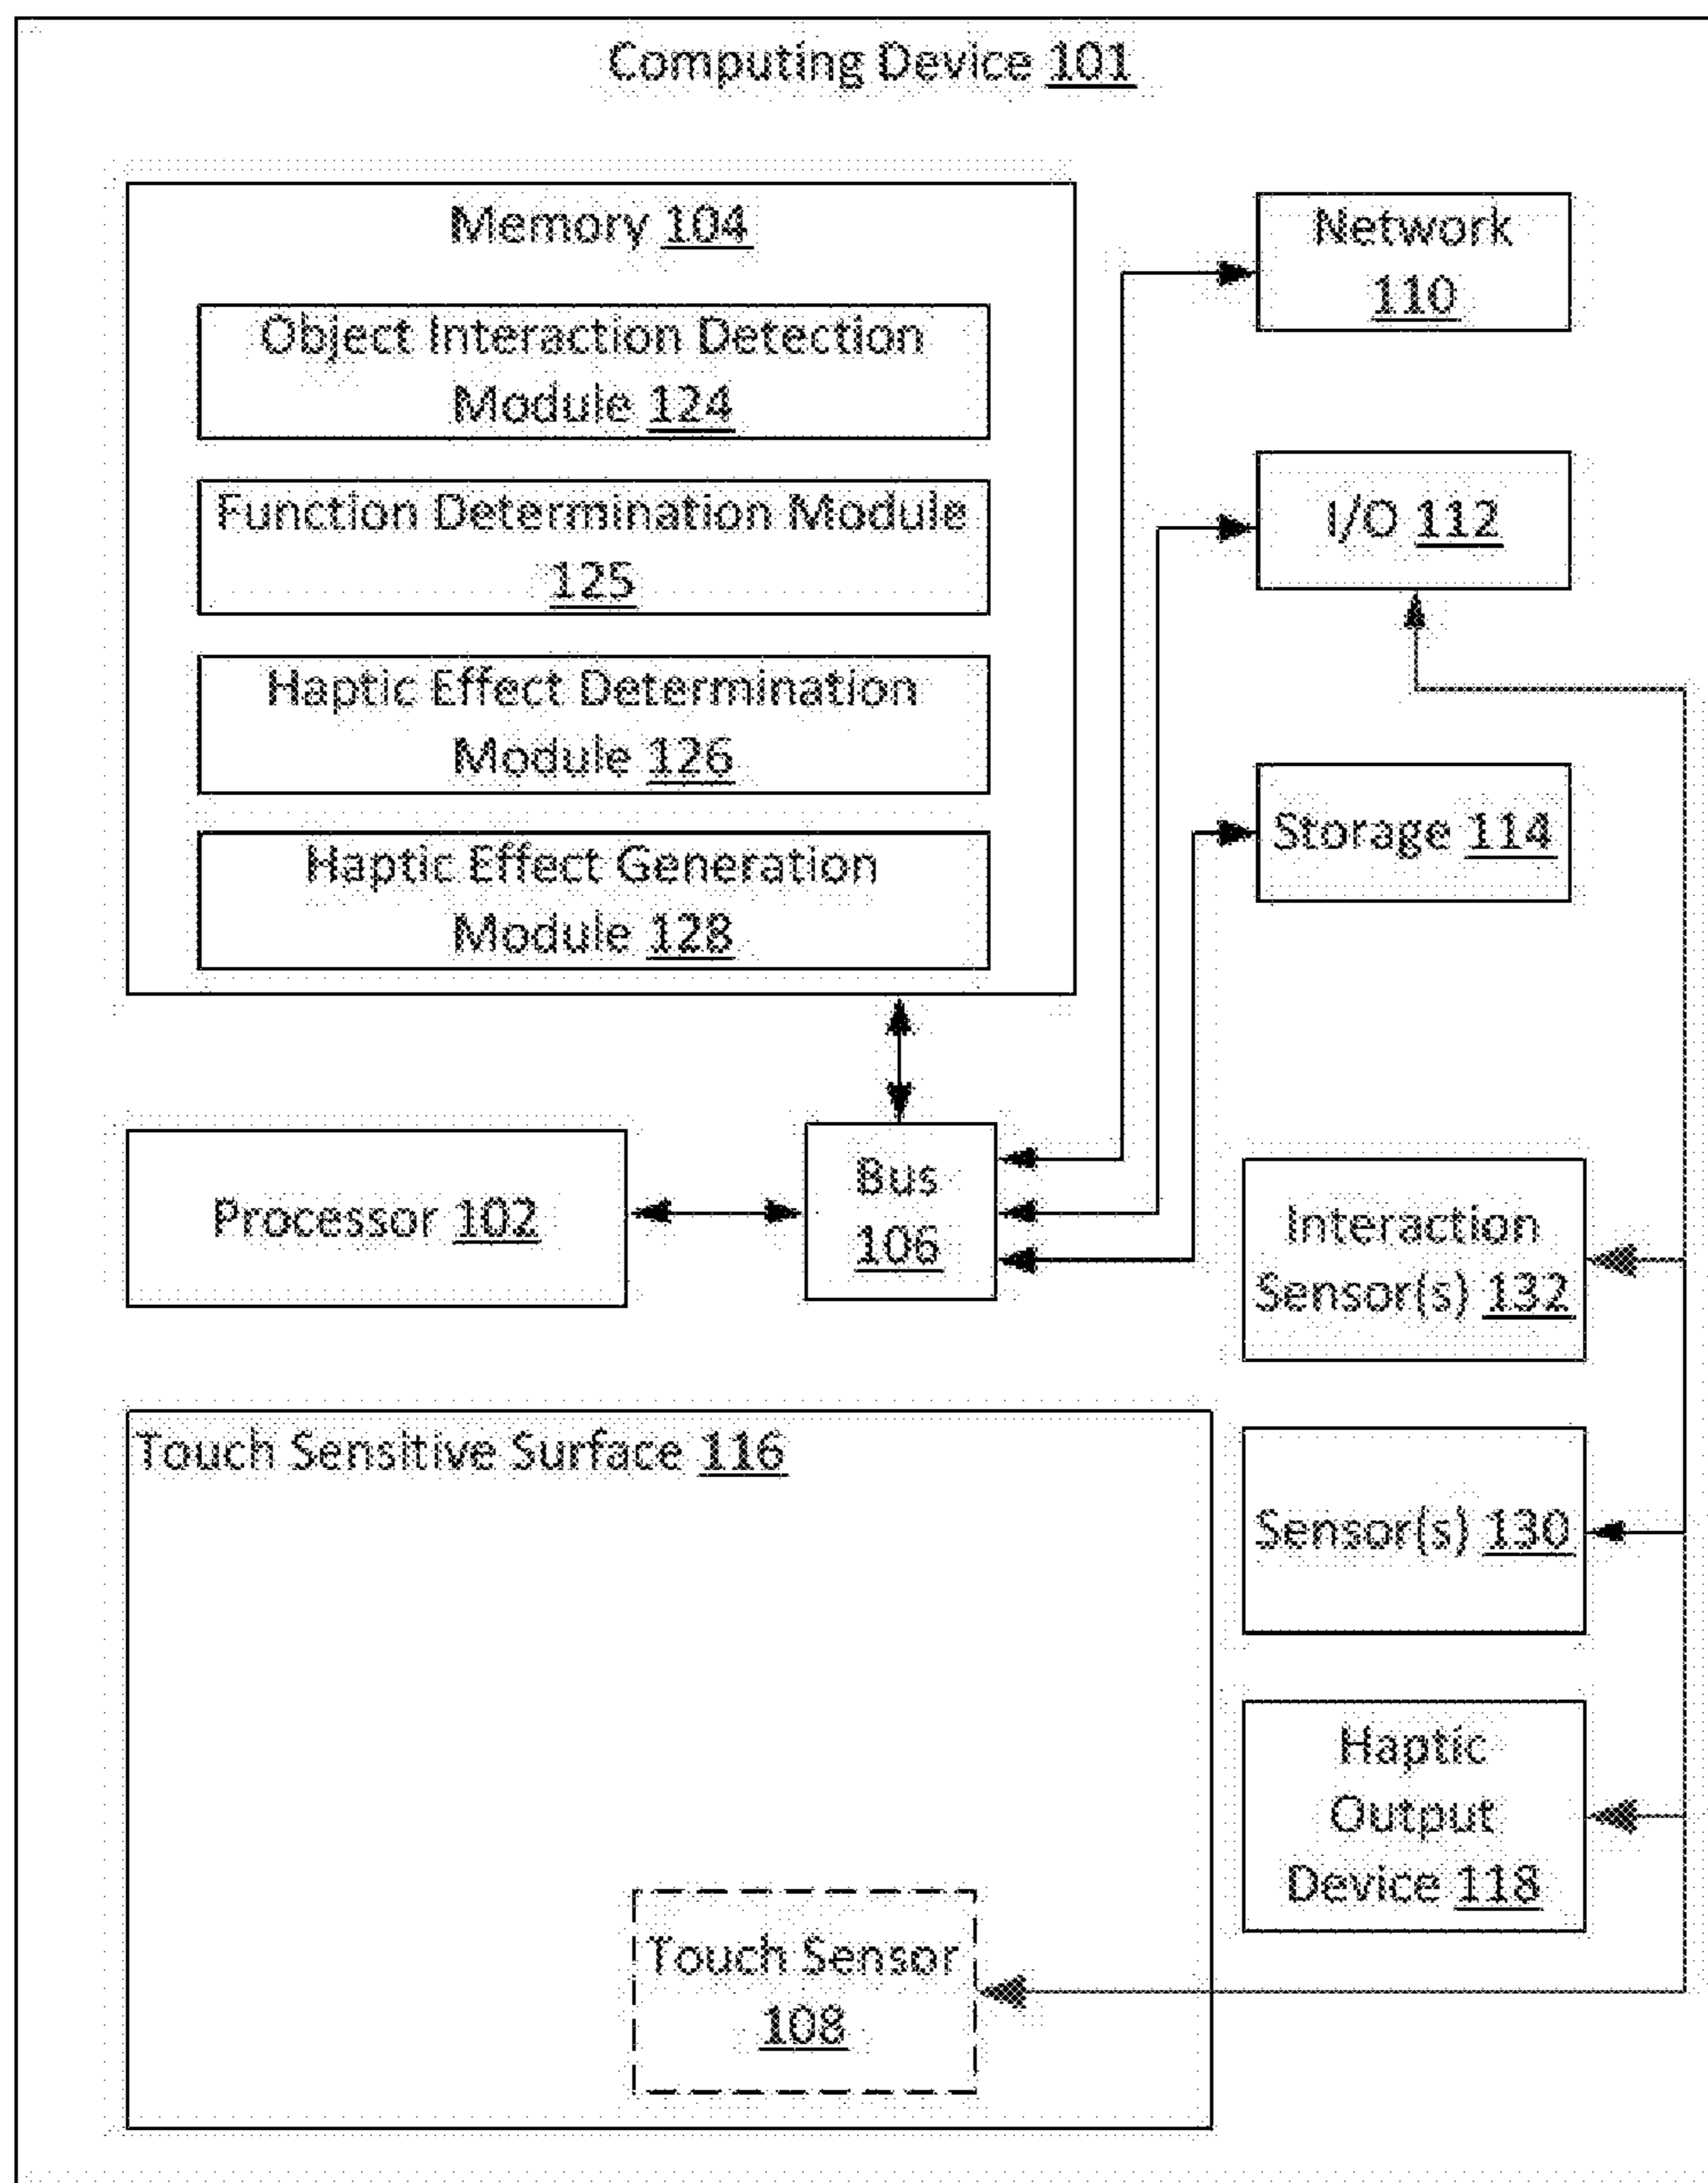 Computing Device 101
Memory 104
Object Interaction Detection
Module 124
Function Determination Module
125
Haptic Effect Determination
Module 126
Haptic Effect Generation
Module 128
Network
110
I/O 112
Storage 114
Processor 102
Bus
106
Interaction
Sensor(s) 132
Touch Sensitive Surface 116
Sensor(s) 130
Haptic
Output
Device 118
Touch Sensor
108